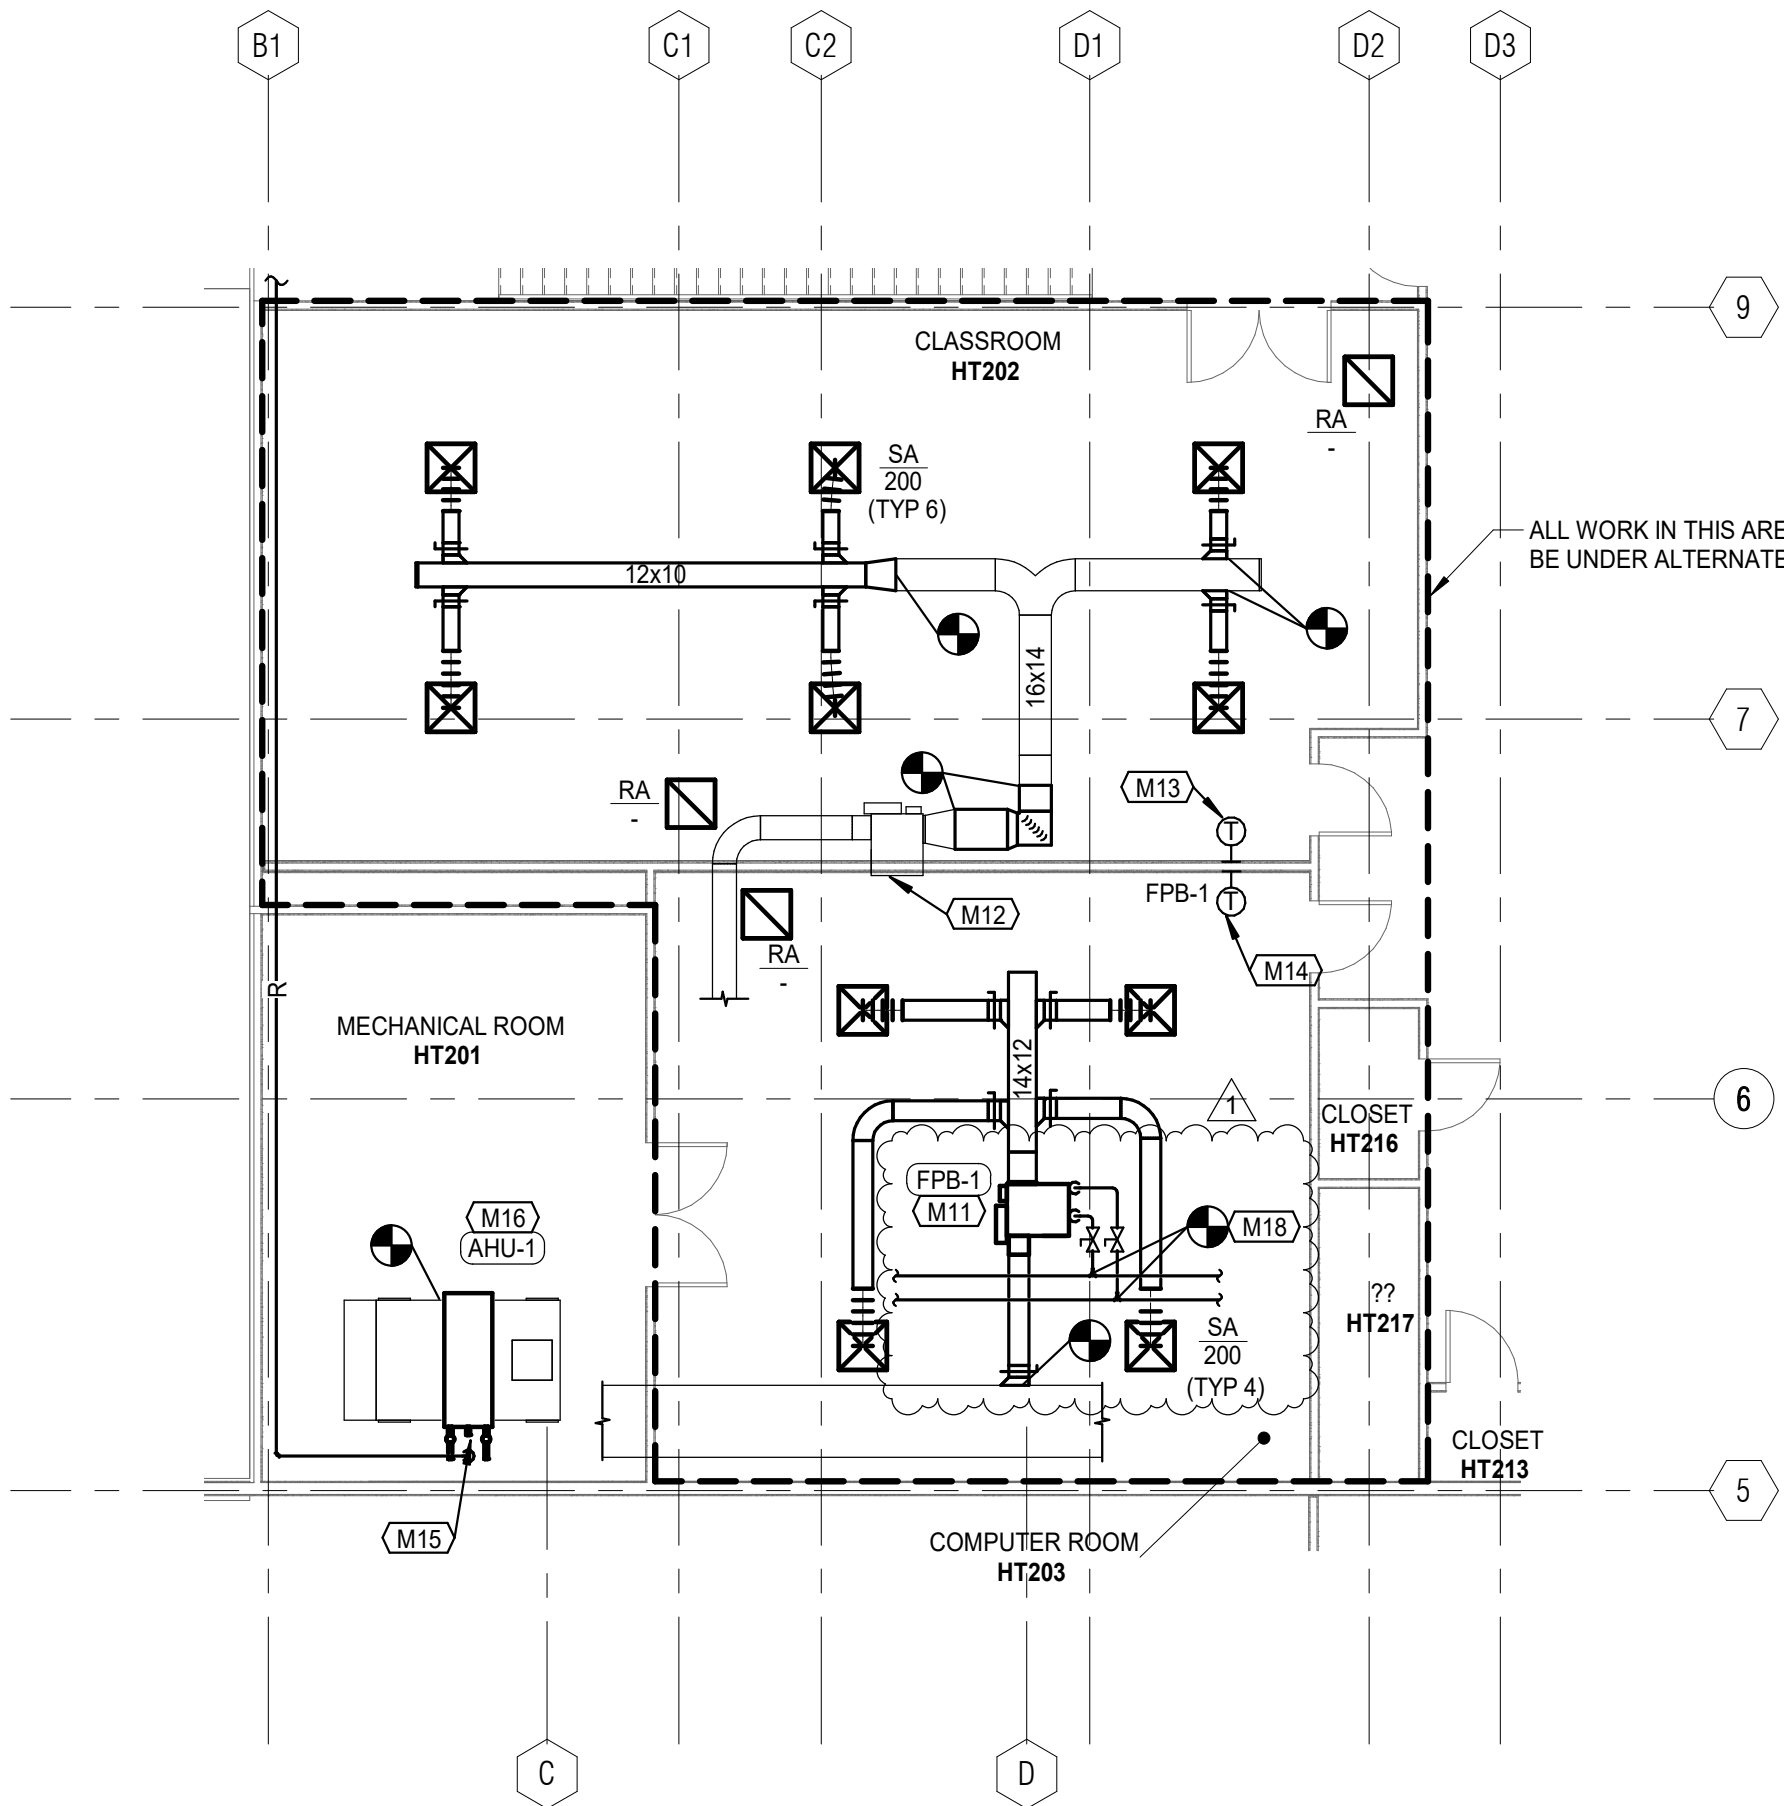 B1
C1
C2
D1
D2
D3
9
CLASSROOM
HT202
RA
-
SA
200
(TYP 6)
ALL WORK IN THIS ARE
BE UNDER ALTERNATE
12x10
16x14
7
M13
RA
-
T
FPB-1
T
M12
M14
RA
-
R
MECHANICAL ROOM
HT201
14x12
1
6
CLOSET
HT216
FPB-1
M11
M16
AHU-1
M18
??
HT217
SA
200
(TYP 4)
CLOSET
HT213
5
M15
COMPUTER ROOM
HT203
C
D